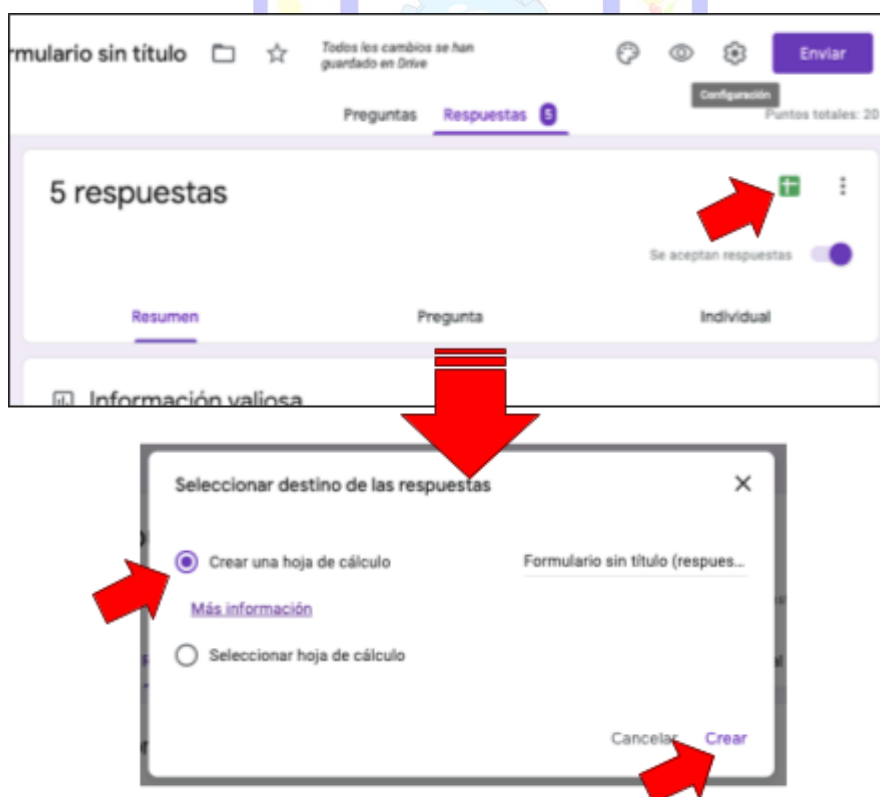 rmulario sin título
Todos los cambios se han
guardado en Drive
Enviar
Configuración
Preguntas Respuestas 5
Puntos totales: 20
5 respuestas
Se aceptan respuestas
Resumen Pregunta Individual
Información valiosa
Seleccionar destino de las respuestas
Crear una hoja de cálculo Formulario sin título (respues...
Más información
Seleccionar hoja de cálculo
Cancelar Crear